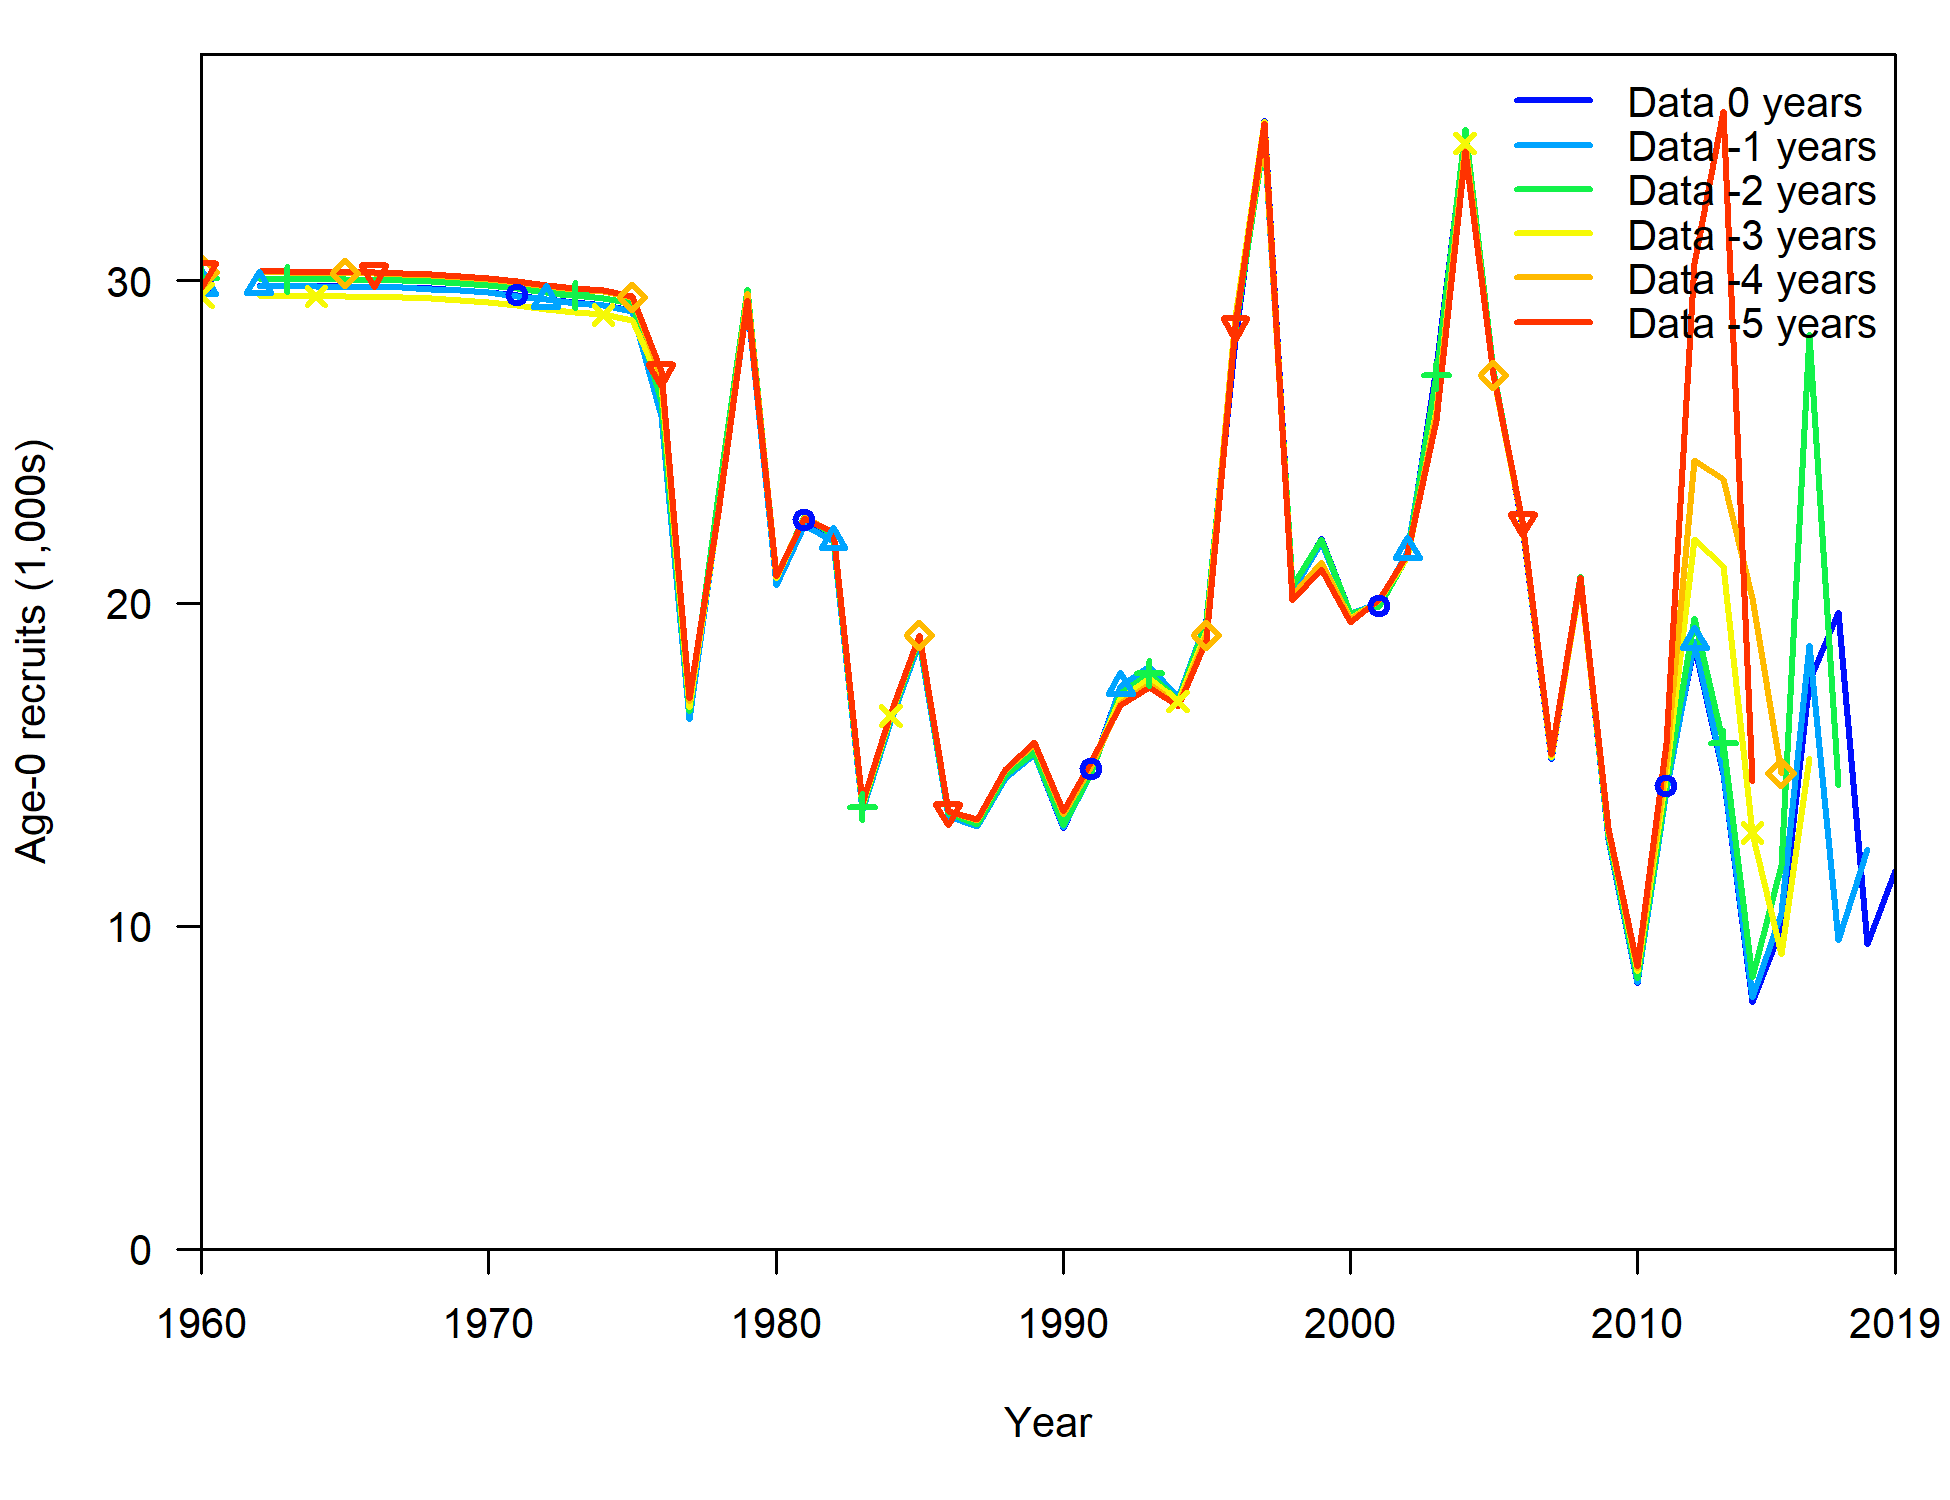 Data 0 years
Data -1 years
Data -2 years
Data -3 years
Data -4 years
Data -5 years
30
20
10
0
Age-0 recruits (1,000s)
1960 1970 1980 1990 2000 2010 2019
Year